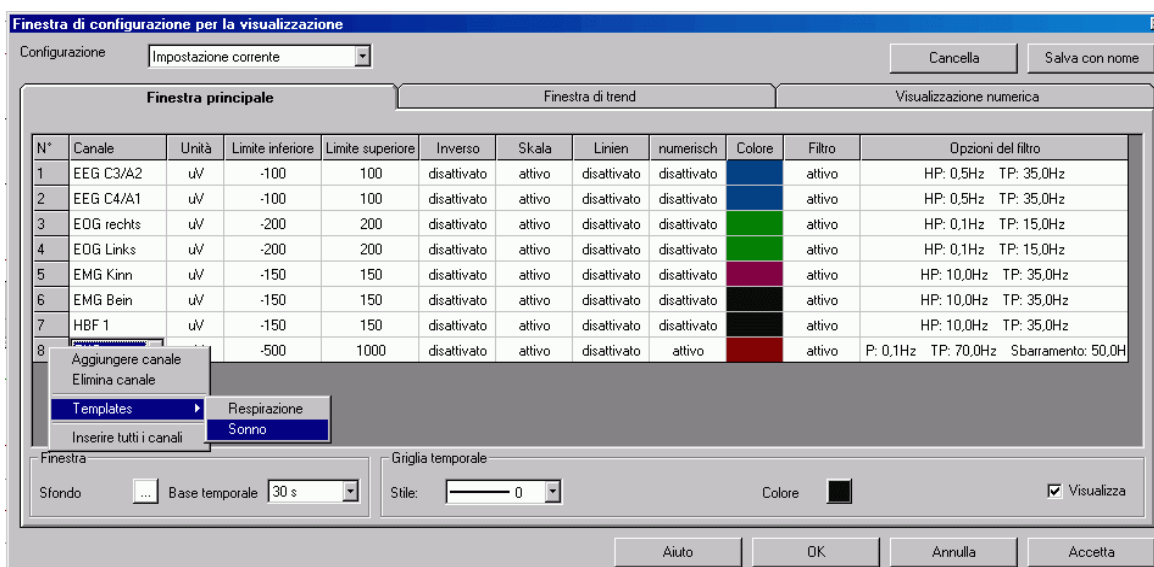 Finestra di configurazione per la visualizzazione
Configurazione Impostazione corrente Cancella Salva con nome
Finestra principale Finestra di trend Visualizzazione numerica
N° Canale Unità Limite inferiore Limite superiore Inverso Skala Linien numerisch Colore Filtro Opzioni del filtro
1 EEG C3/A2 uV -100 100 disattivato attivo disattivato disattivato attivo HP: 0,5Hz TP: 35,0Hz
2 EEG C4/A1 uV -100 100 disattivato attivo disattivato disattivato attivo HP: 0,5Hz TP: 35,0Hz
3 EOG rechts uV -200 200 disattivato attivo disattivato disattivato attivo HP: 0,1Hz TP: 15,0Hz
4 EOG Links uV -200 200 disattivato attivo disattivato disattivato attivo HP: 0,1Hz TP: 15,0Hz
5 EMG Kinn uV -150 150 disattivato attivo disattivato disattivato attivo HP: 10,0Hz TP: 35,0Hz
6 EMG Bein uV -150 150 disattivato attivo disattivato disattivato attivo HP: 10,0Hz TP: 35,0Hz
7 HBF 1 uV -150 150 disattivato attivo disattivato disattivato attivo HP: 10,0Hz TP: 35,0Hz
8 -500 1000 disattivato attivo disattivato attivo attivo P: 0,1Hz TP: 70,0Hz Sbarramento: 50,0H
Aggiungere canale
Elimina canale
Templates Respirazione
Sonno
Inserire tutti i canali
Finestra Griglia temporale
Sfondo ... Base temporale 30 s Stile: 0 Colore Visualizza
Aiuto OK Annulla Accetta